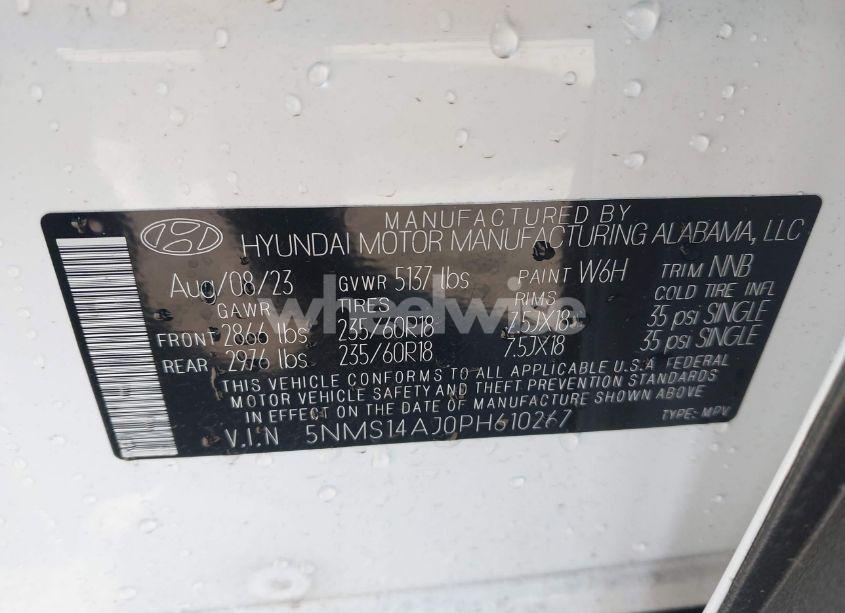 MANUFACTURED BY
HYUNDAI MOTOR MANUFACTURING ALABAMA, LLC
Aug/08/23 GVWR 5137 lbs PAINT W6H TRIM NNB
GAWR TIRES RIMS COLD TIRE INFL
FRONT 2866 lbs 235/60R18 7.5JX18 35 psi SINGLE
REAR 2976 lbs 235/60R18 7.5JX18 35 psi SINGLE
THIS VEHICLE CONFORMS TO ALL APPLICABLE U.S.A FEDERAL
MOTOR VEHICLE SAFETY AND THEFT PREVENTION STANDARDS
IN EFFECT ON THE DATE OF MANUFACTURE SHOWN ABOVE
V.I.N 5NMS14AJ0PH610267 TYPE: MPV
wheelwise